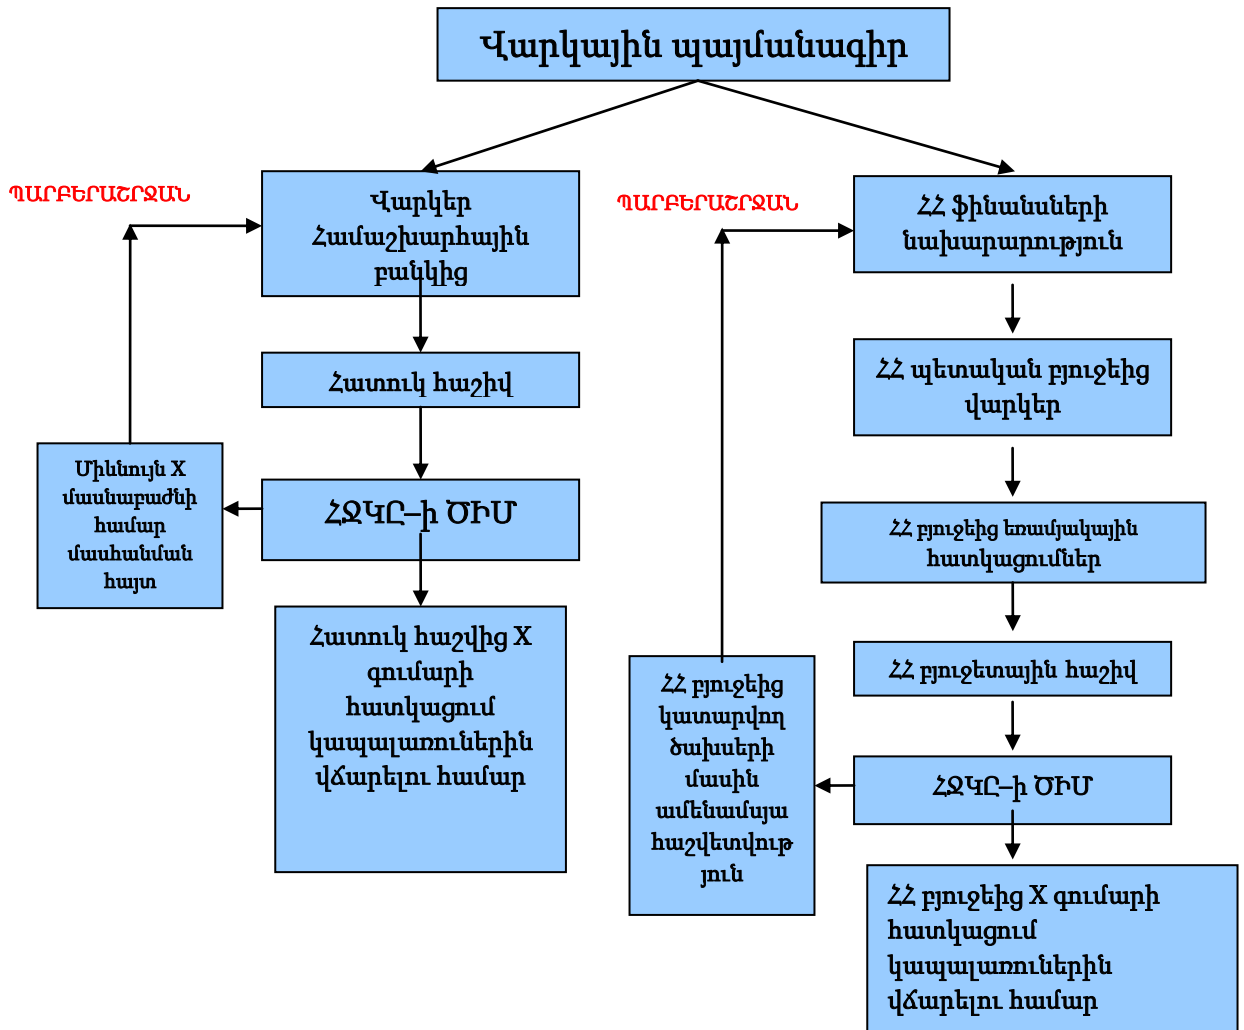 Վարկային պայմանագիր
ՊԱՐԲԵՐԱՇՐՋԱՆ
Վարկեր
Համաշխարհային
բանկից
Հատուկ հաշիվ
Միևնույն X
մասնաբաժնի
համար
մասհանման
հայտ
ՀՋԿԸ–ի ԾԻՄ
Հատուկ հաշվից X
գումարի
հատկացում
կապալառուներին
վճարելու համար
ՊԱՐԲԵՐԱՇՐՋԱՆ
ՀՀ ֆինանսների
նախարարություն
ՀՀ պետական բյուջեից
վարկեր
ՀՀ բյուջեից եռամյակային
հատկացումներ
ՀՀ բյուջետային հաշիվ
ՀՀ բյուջեից
կատարվող
ծախսերի
մասին
ամենամսյա
հաշվետվութ
յուն
ՀՋԿԸ–ի ԾԻՄ
ՀՀ բյուջեից X գումարի
հատկացում
կապալառուներին
վճարելու համար